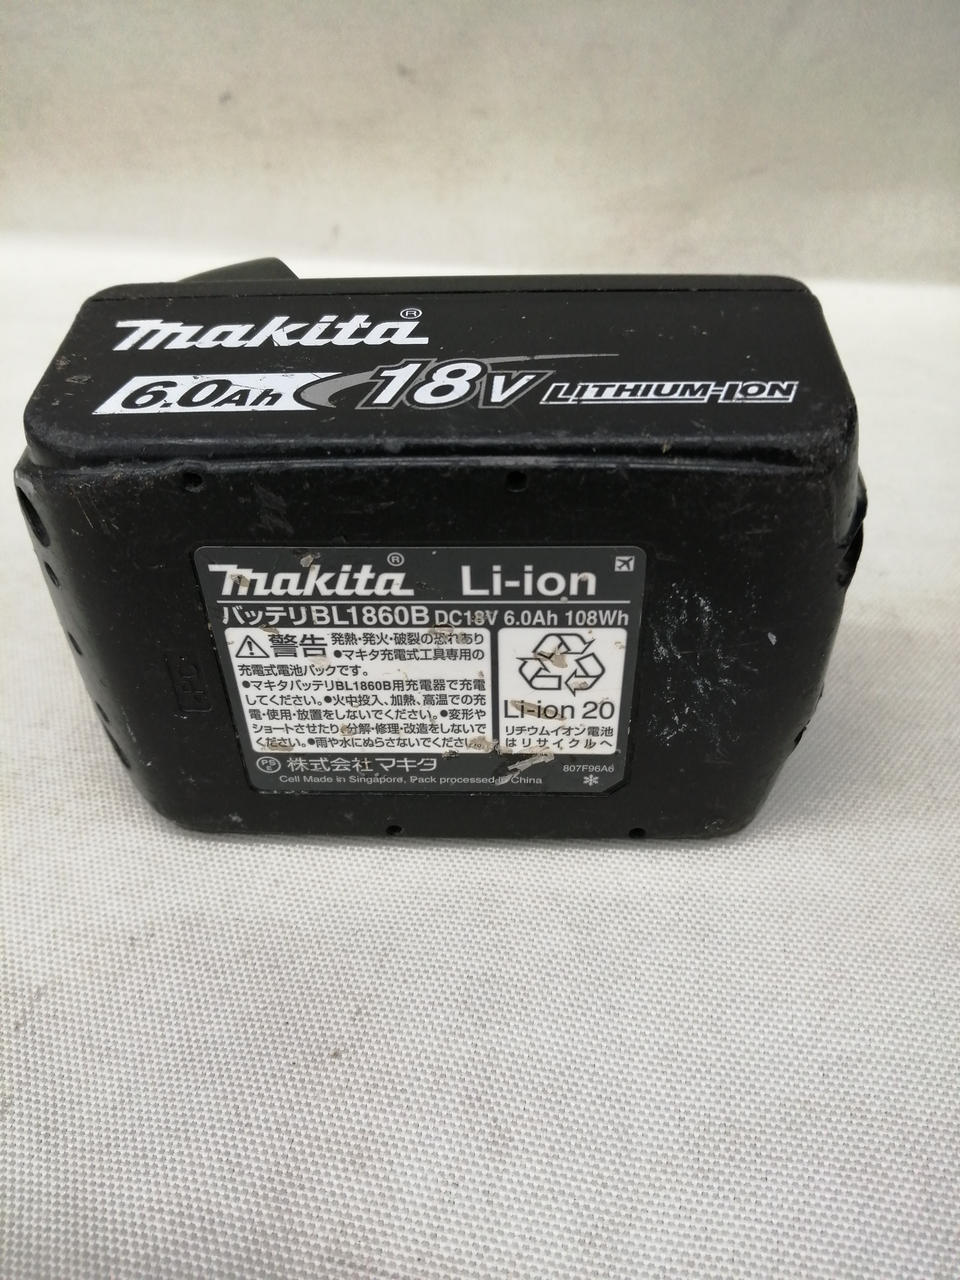 makita®
6.0Ah 18V LITHIUM-ION
makita® Li-ion
バッテリBL1860B DC18V 6.0Ah 108Wh
警告 発熱・発火・破裂の恐れあり
●マキタ充電式工具専用の
充電式電池パックです。
●マキタバッテリBL1860B用充電器で充電
してください。●火中投入、加熱、高温での充
電・使用・放置をしないでください。●変形や
ショートさせたり、分解・修理・改造をしないで
ください。●雨や水にぬらさないでください
Li-ion 20
リチウムイオン電池
はリサイクルへ
PSE 株式会社 マキタ
807F96A6
Cell Made in Singapore, Pack processed in China